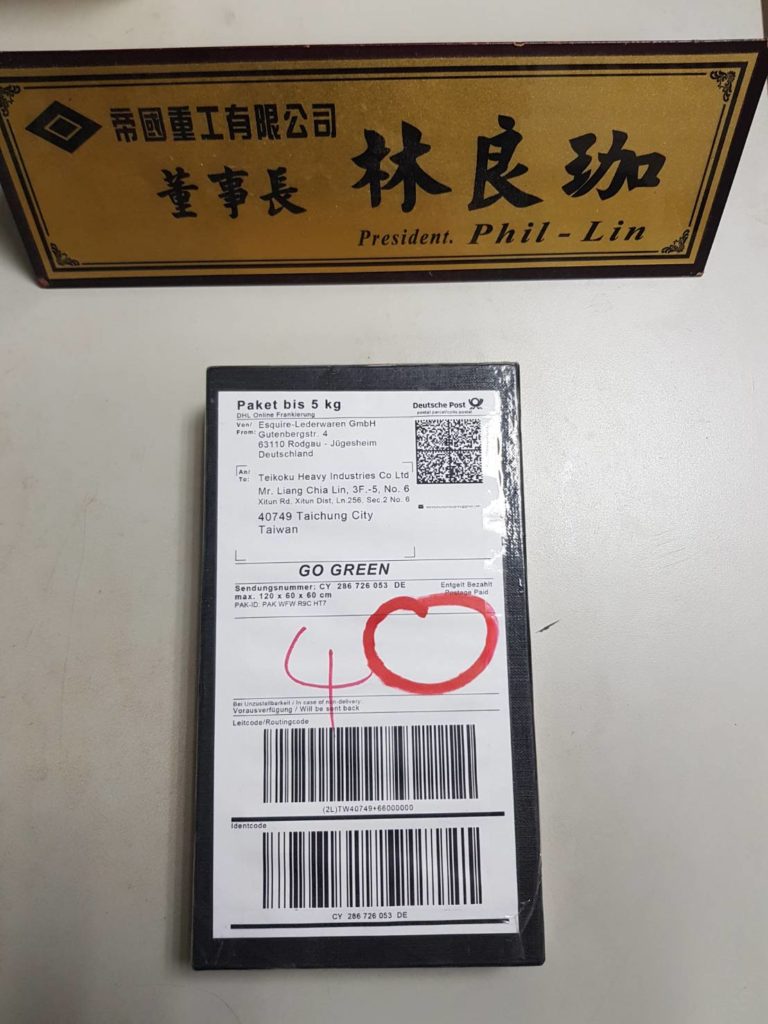 帝國重工有限公司
董事長 林良珈
President. Phil-Lin
Paket bis 5 kg
DHL Online Frankierung
Deutsche Post
Von/ From: Esquire-Lederwaren GmbH
Gutenbergstr. 4
63110 Rodgau - Jügesheim
Deutschland
An/ To: Teikoku Heavy Industries Co Ltd
Mr. Liang Chia Lin, 3F.-5, No. 6
Xitun Rd, Xitun Dist, Ln.256, Sec.2 No. 6
40749 Taichung City
Taiwan
GO GREEN
Sendungsnummer: CY 286 726 053 DE
Entgelt Bezahlt
max. 120 x 60 x 60 cm
Postage Paid
PAK-ID: PAK WFW R9C HT7
4
Bei Unzustellbarkeit / In case of non-delivery:
Vorausverfügung / Will be sent back
Leitcode/Routingcode
(2L)TW40749+66000000
Identcode
CY 286 726 053 DE